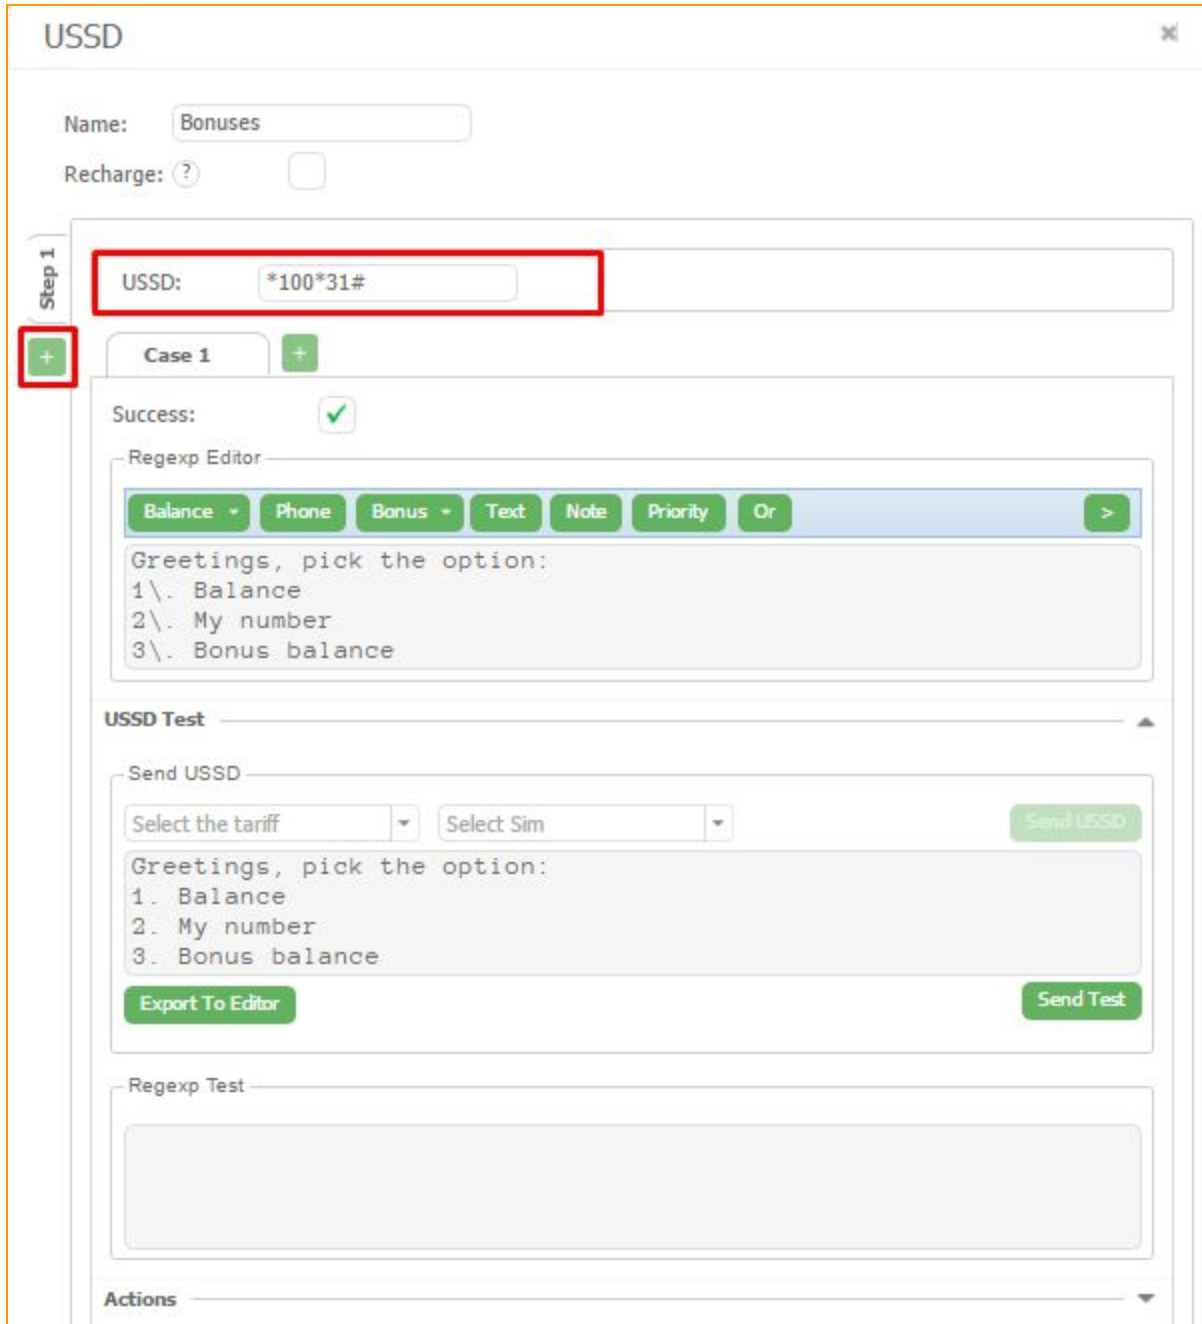 USSD
Name: Bonuses
Recharge: ?
Step 1
USSD: *100*31#
+
Case 1 +
Success:
Regexp Editor
Balance Phone Bonus Text Note Priority Or >
Greetings, pick the option:
1\. Balance
2\. My number
3\. Bonus balance
USSD Test
Send USSD
Select the tariff Select Sim Send USSD
Greetings, pick the option:
1. Balance
2. My number
3. Bonus balance
Export To Editor Send Test
Regexp Test
Actions